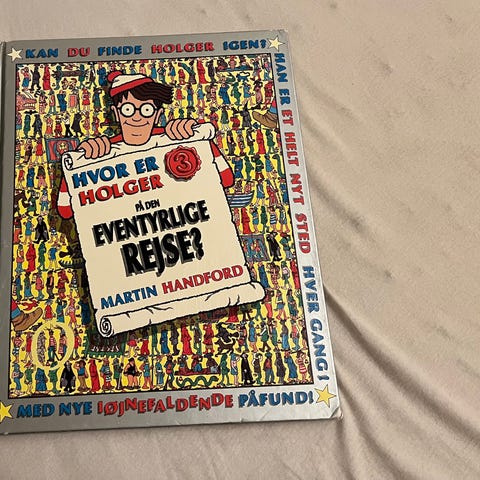 KAN DU FINDE HOLGER IGEN?
HAN ER ET HELT NYT STED HVER GANG!
HVOR ER
HOLGER
3
PÅ DEN
EVENTYRLIGE
REJSE?
MARTIN HANDFORD
MED NYE IØJNEFALDENDE PÅFUND!